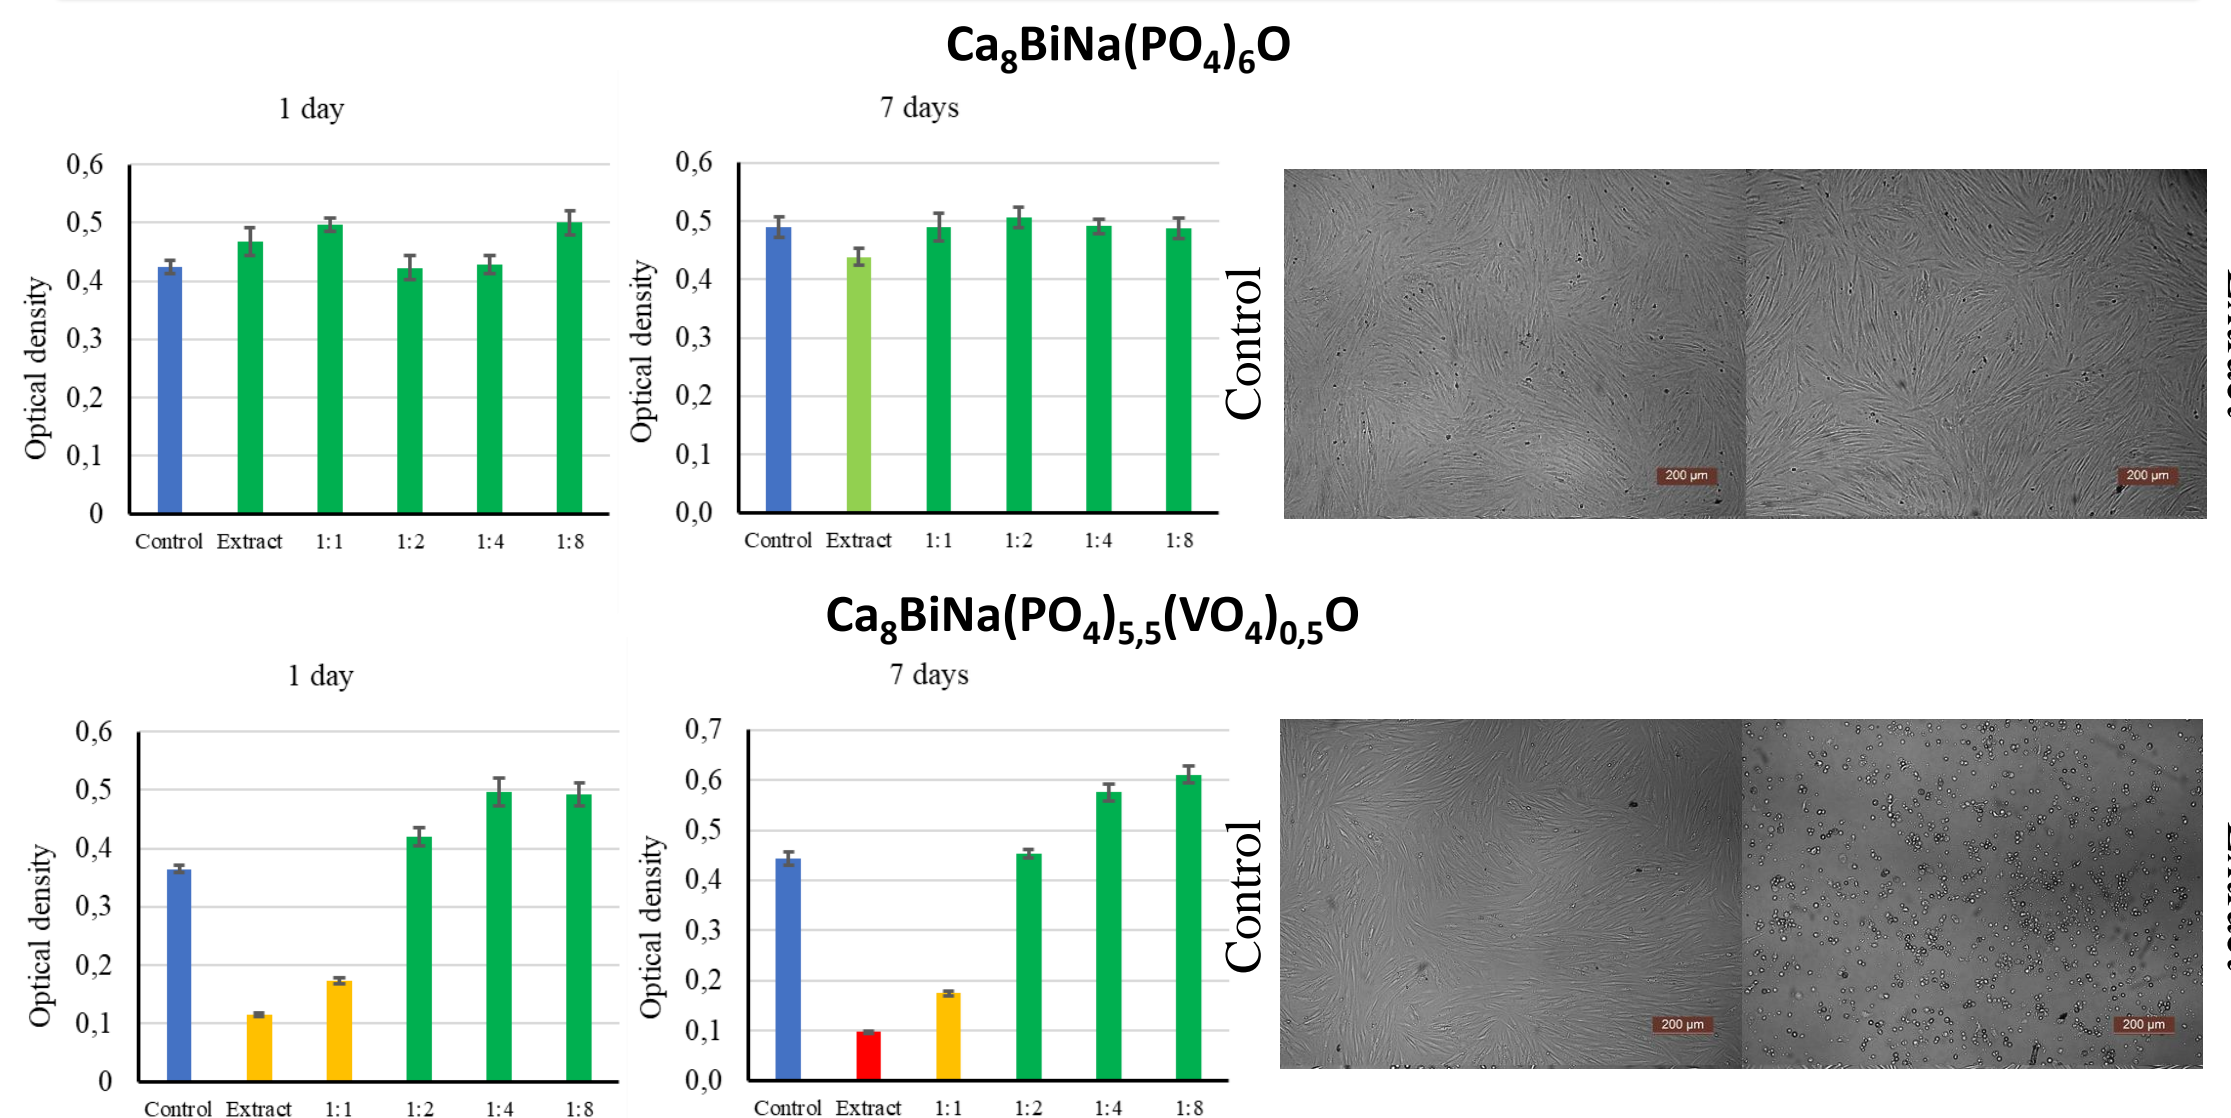 Ca8BiNa(PO4)6O
1 day
7 days
0,6
0,5
0,4
0,3
0,2
0,1
0
Optical density
Control Extract 1:1 1:2 1:4 1:8
0,6
0,5
0,4
0,3
0,2
0,1
0,0
Optical density
Control Extract 1:1 1:2 1:4 1:8
Control
200 µm
200 µm
Ca8BiNa(PO4)5,5(VO4)0,5O
1 day
7 days
0,6
0,5
0,4
0,3
0,2
0,1
0
Optical density
Control Extract 1:1 1:2 1:4 1:8
0,7
0,6
0,5
0,4
0,3
0,2
0,1
0,0
Optical density
Control Extract 1:1 1:2 1:4 1:8
Control
200 µm
200 µm